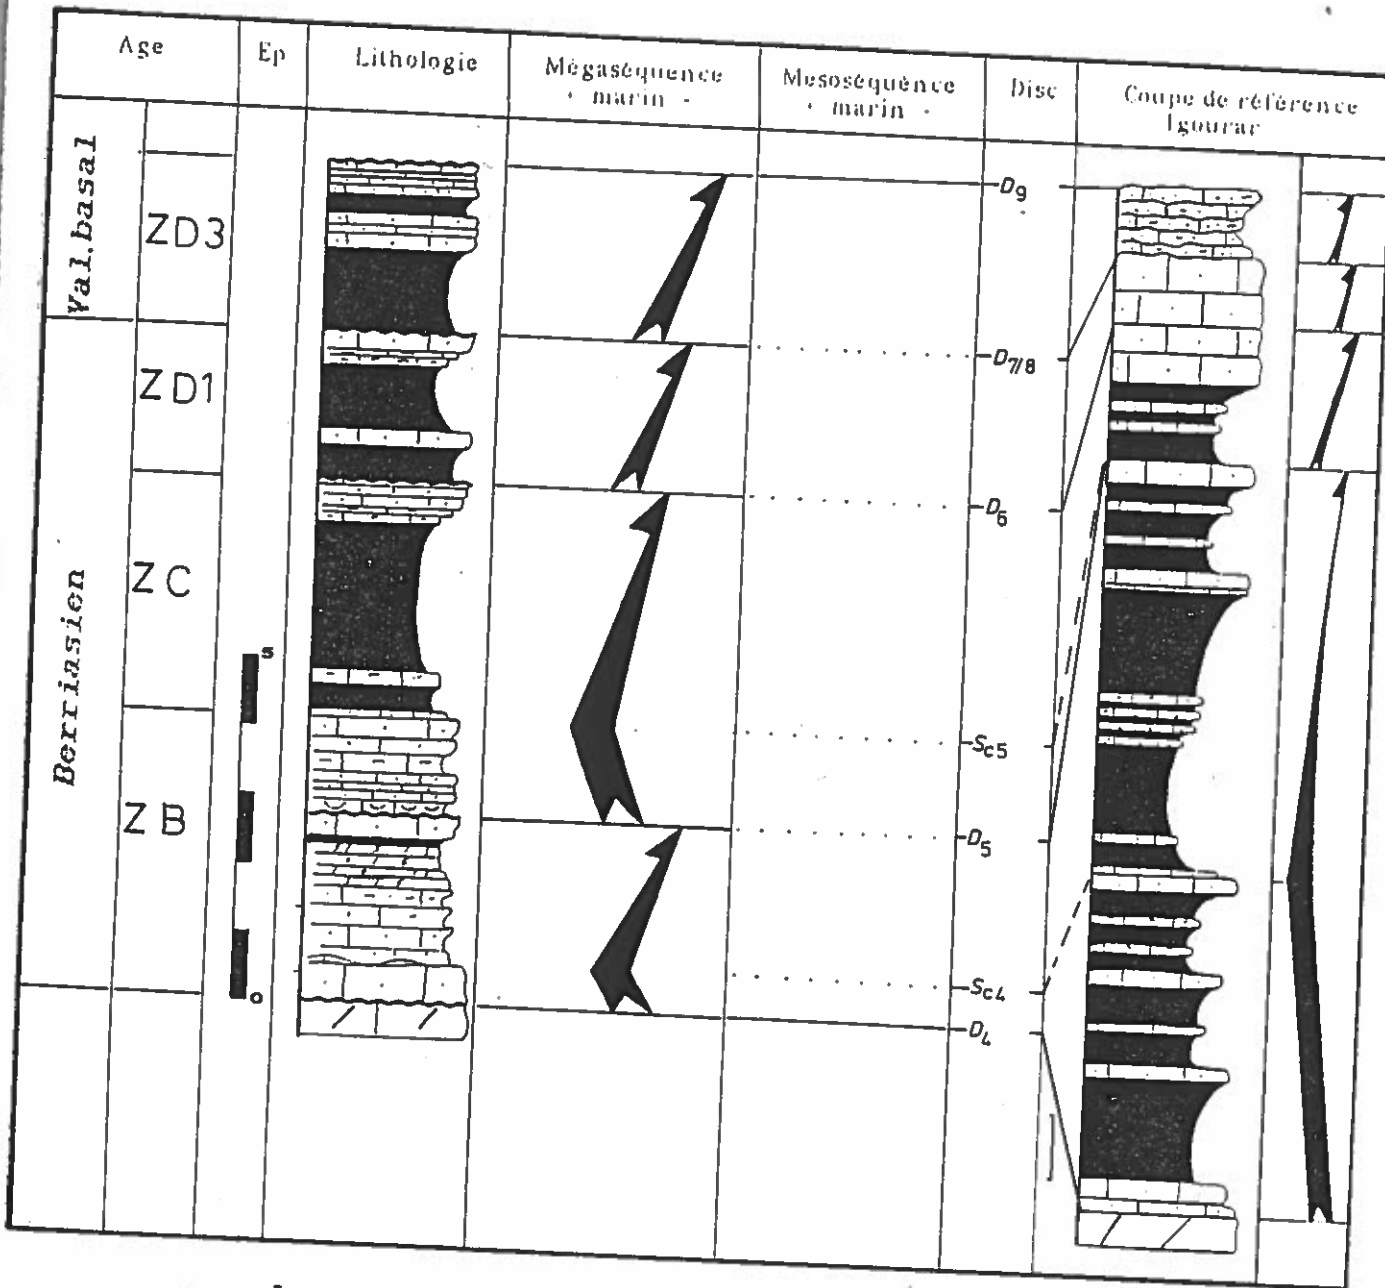 Age
Ep
Lithologie
Mégaséquence
- marin -
Mesoséquence
- marin -
Disc
Coupe de référence
Igourar
Val.basal
Berriasien
ZD3
ZD1
ZC
ZB
5
0
D9
D7/8
D6
Sc5
D5
Sc4
D4